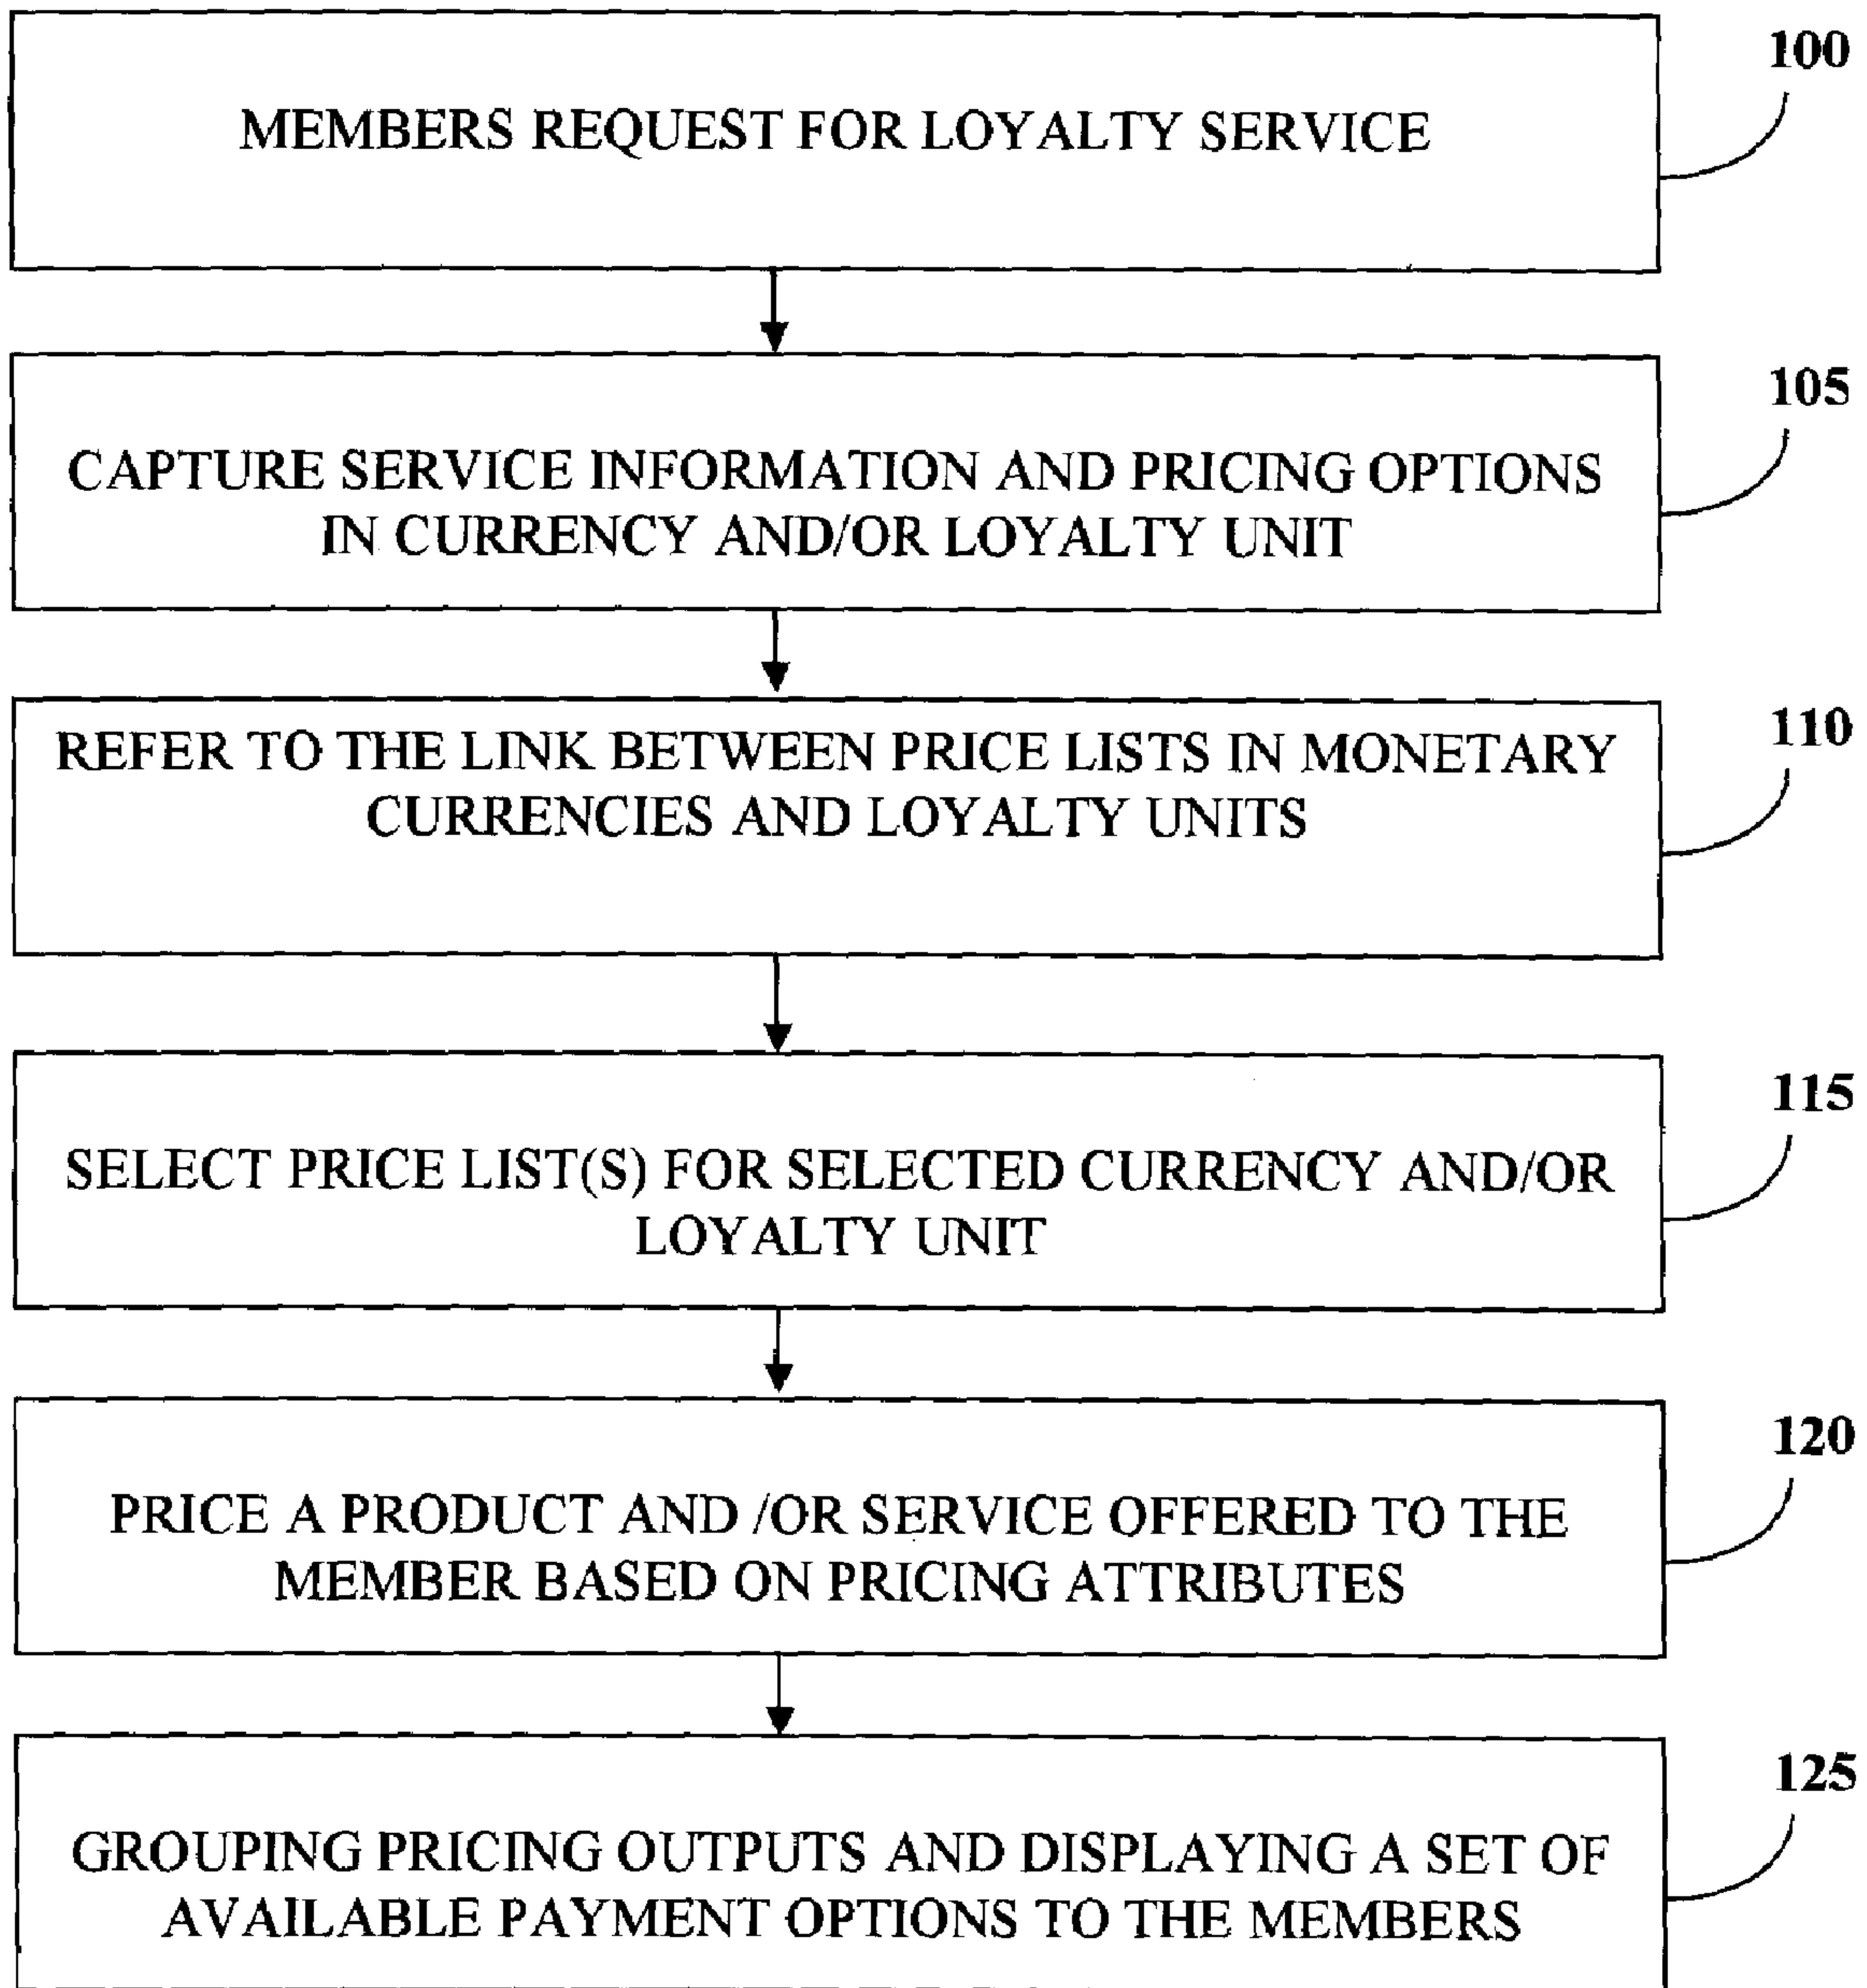 100
MEMBERS REQUEST FOR LOYALTY SERVICE
105
CAPTURE SERVICE INFORMATION AND PRICING OPTIONS
IN CURRENCY AND/OR LOYALTY UNIT
110
REFER TO THE LINK BETWEEN PRICE LISTS IN MONETARY
CURRENCIES AND LOYALTY UNITS
115
SELECT PRICE LIST(S) FOR SELECTED CURRENCY AND/OR
LOYALTY UNIT
120
PRICE A PRODUCT AND /OR SERVICE OFFERED TO THE
MEMBER BASED ON PRICING ATTRIBUTES
125
GROUPING PRICING OUTPUTS AND DISPLAYING A SET OF
AVAILABLE PAYMENT OPTIONS TO THE MEMBERS